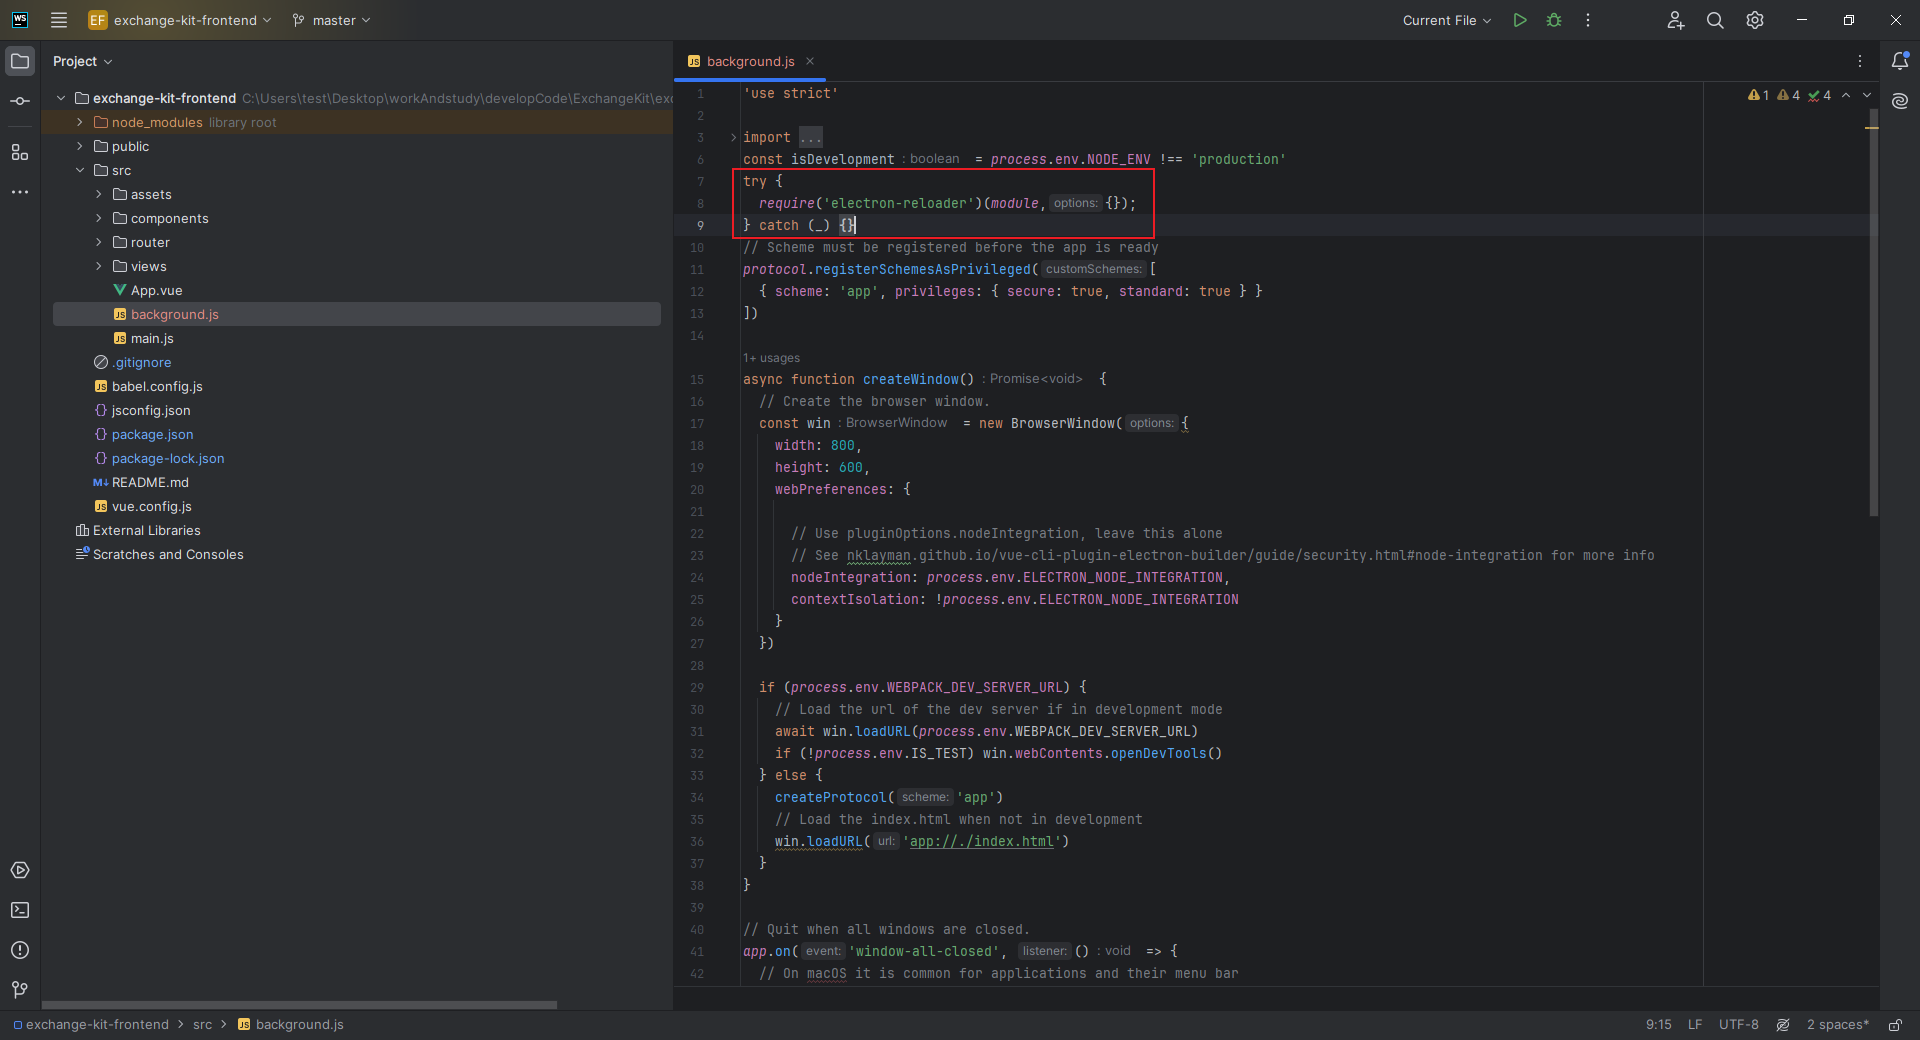 WS
EF exchange-kit-frontend master Current File
Project
exchange-kit-frontend C:\Users\test\Desktop\workAndstudy\developCode\ExchangeKit\exc
node_modules library root
public
src
assets
components
router
views
App.vue
JS background.js
JS main.js
.gitignore
JS babel.config.js
{} jsconfig.json
{} package.json
{} package-lock.json
M↓ README.md
JS vue.config.js
External Libraries
Scratches and Consoles
JS background.js
1 4 4
1 'use strict'
2
3 import ...
6 const isDevelopment : boolean = process.env.NODE_ENV !== 'production'
7 try {
8 require('electron-reloader')(module, options: {});
9 } catch (_) {}
10 // Scheme must be registered before the app is ready
11 protocol.registerSchemesAsPrivileged( customSchemes: [
12 { scheme: 'app', privileges: { secure: true, standard: true } }
13 ])
14
1+ usages
15 async function createWindow() : Promise<void> {
16 // Create the browser window.
17 const win : BrowserWindow = new BrowserWindow( options: {
18 width: 800,
19 height: 600,
20 webPreferences: {
21
22 // Use pluginOptions.nodeIntegration, leave this alone
23 // See nklayman.github.io/vue-cli-plugin-electron-builder/guide/security.html#node-integration for more info
24 nodeIntegration: process.env.ELECTRON_NODE_INTEGRATION,
25 contextIsolation: !process.env.ELECTRON_NODE_INTEGRATION
26 }
27 })
28
29 if (process.env.WEBPACK_DEV_SERVER_URL) {
30 // Load the url of the dev server if in development mode
31 await win.loadURL(process.env.WEBPACK_DEV_SERVER_URL)
32 if (!process.env.IS_TEST) win.webContents.openDevTools()
33 } else {
34 createProtocol( scheme: 'app')
35 // Load the index.html when not in development
36 win.loadURL( url: 'app://./index.html')
37 }
38 }
39
40 // Quit when all windows are closed.
41 app.on( event: 'window-all-closed', listener: () : void => {
42 // On macOS it is common for applications and their menu bar
exchange-kit-frontend > src > JS background.js 9:15 LF UTF-8 2 spaces*